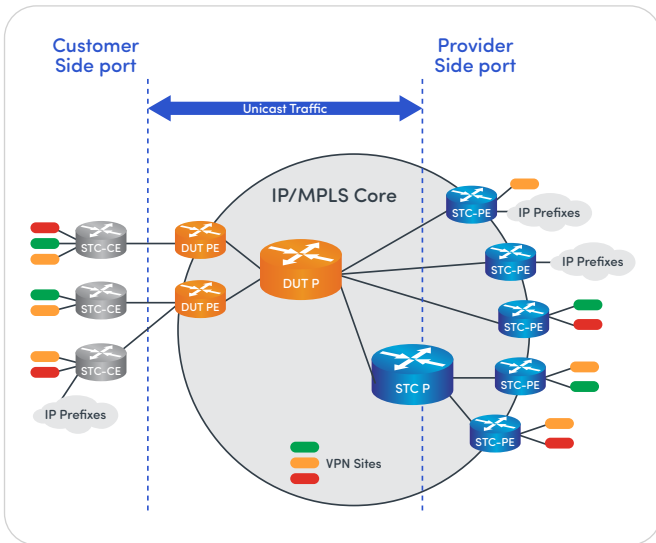 Customer
Side port
Provider
Side port
Unicast Traffic
IP/MPLS Core
STC-PE
IP Prefixes
STC-CE
DUT PE
DUT P
STC-PE
IP Prefixes
STC-CE
DUT PE
STC-PE
STC-CE
STC P
STC-PE
IP Prefixes
STC-PE
VPN Sites